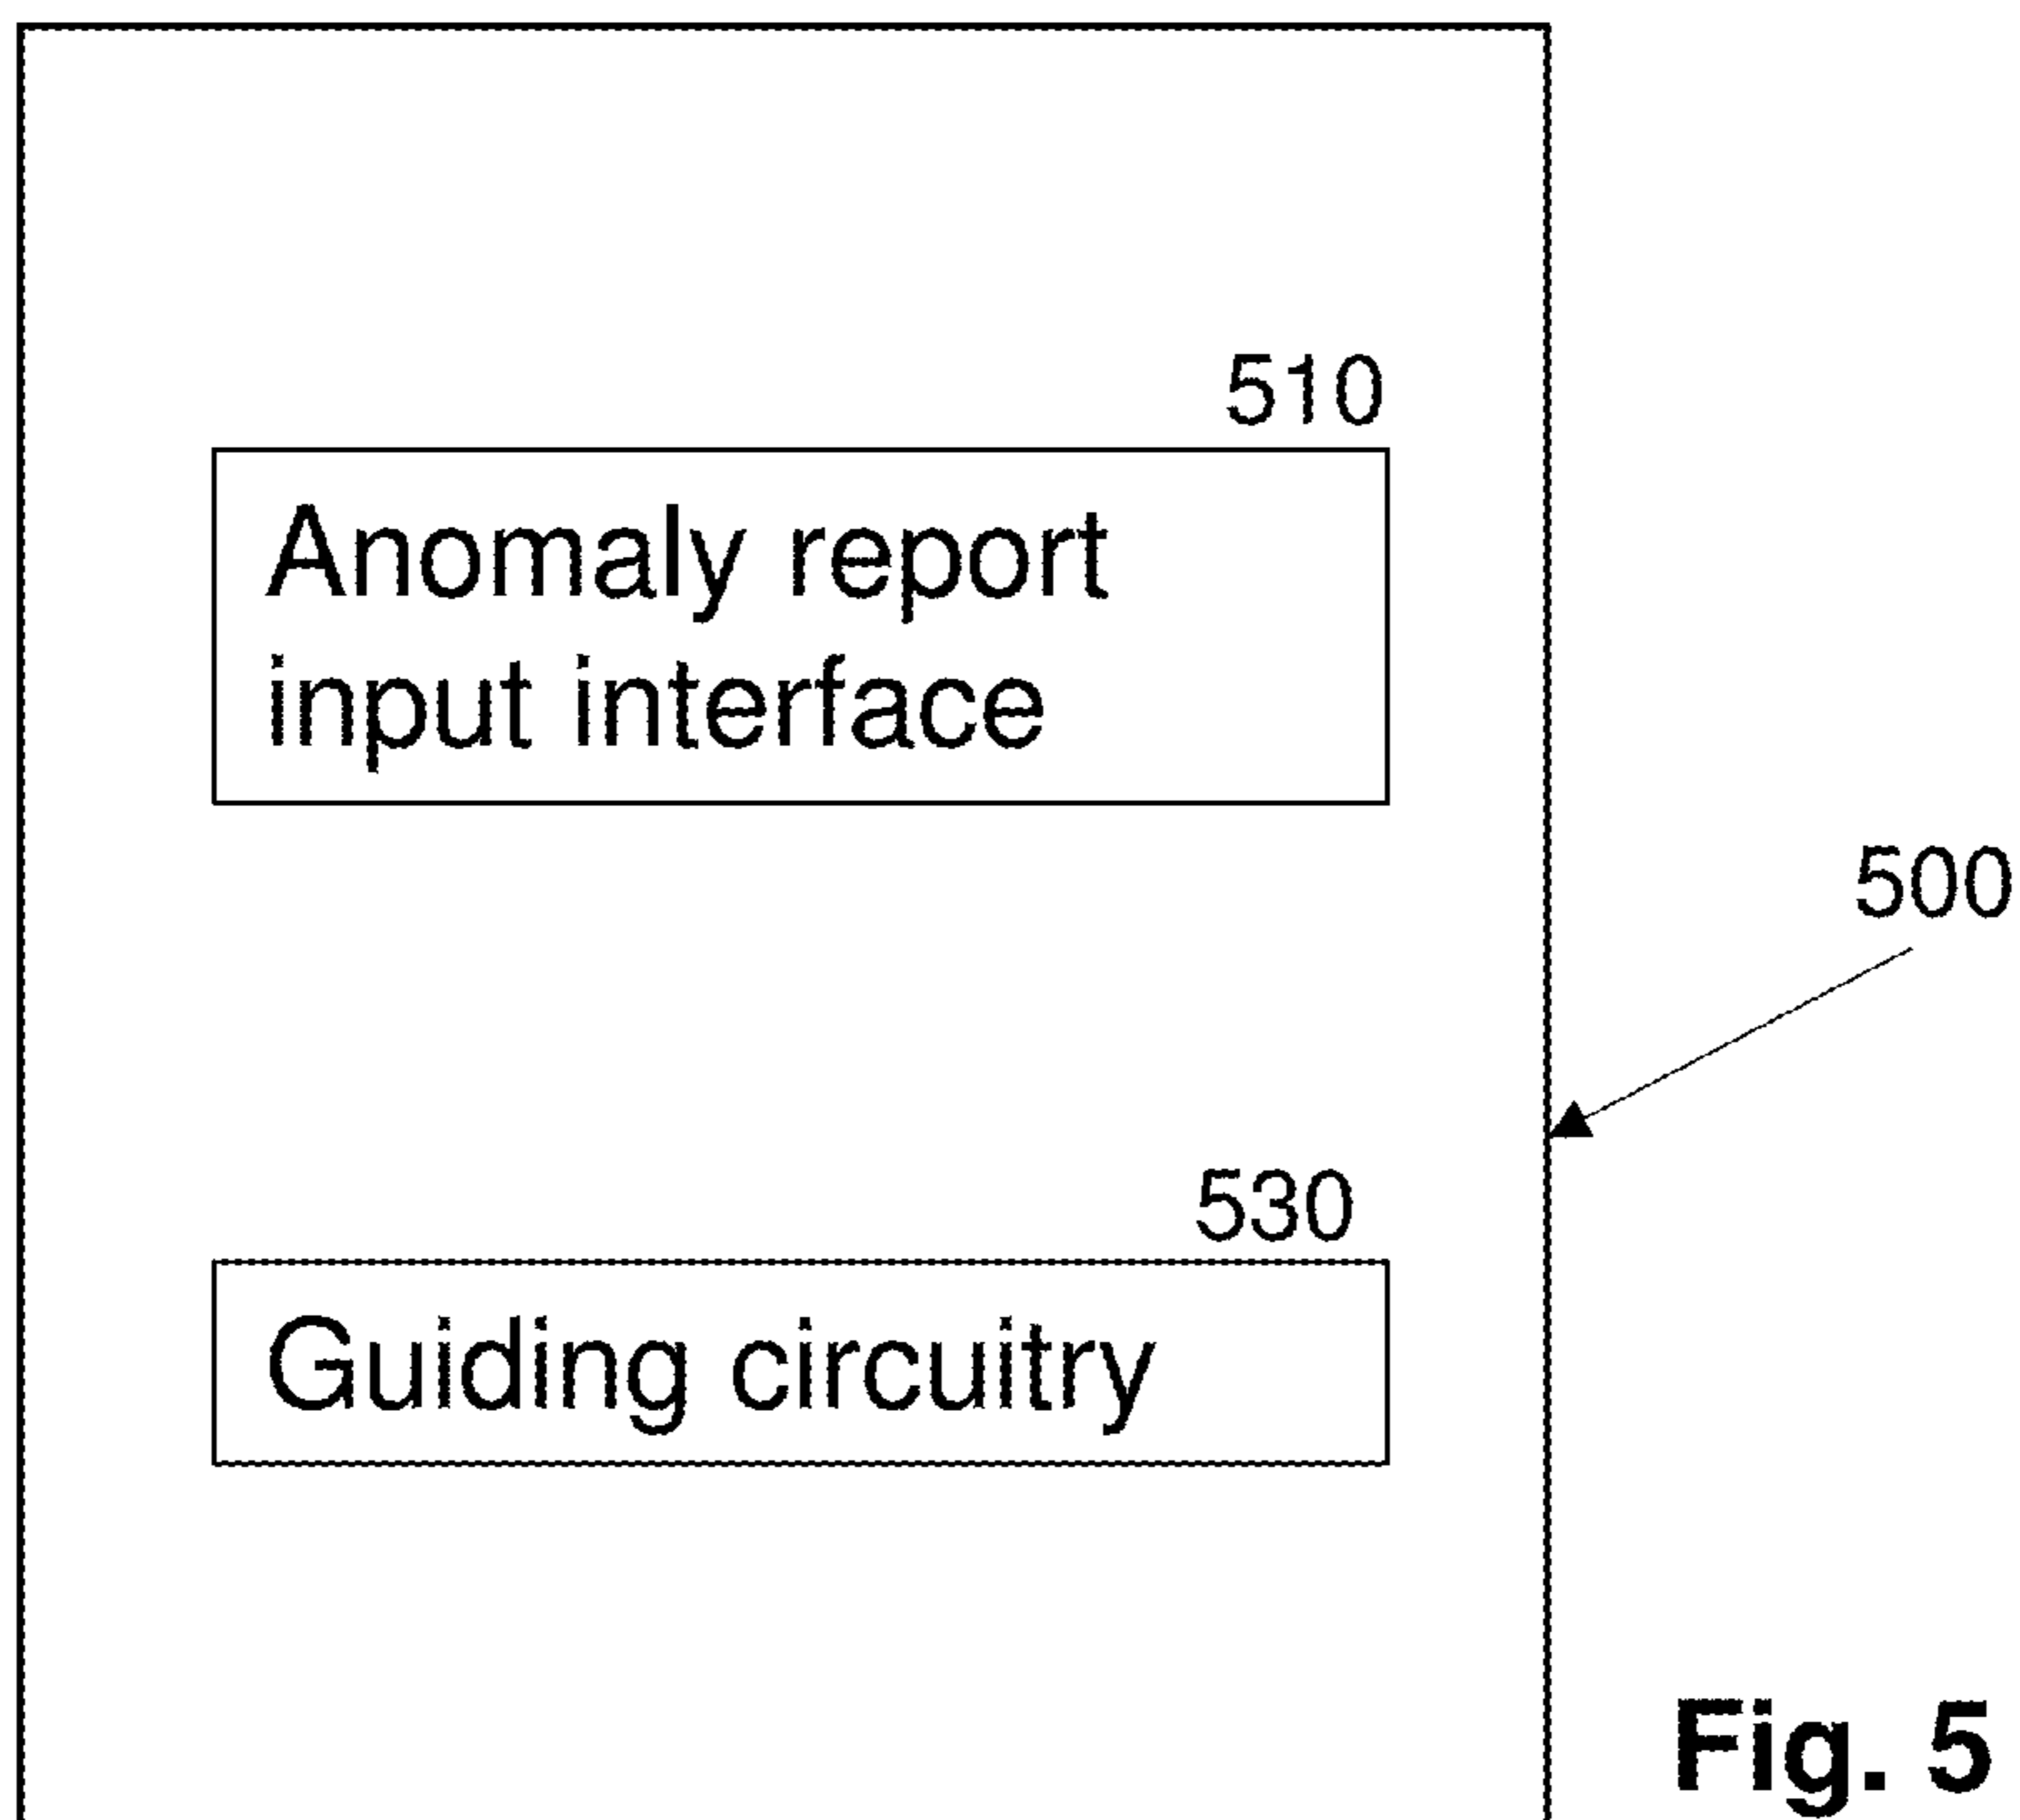 510
Anomaly report
input interface
500
530
Guiding circuitry
Fig. 5